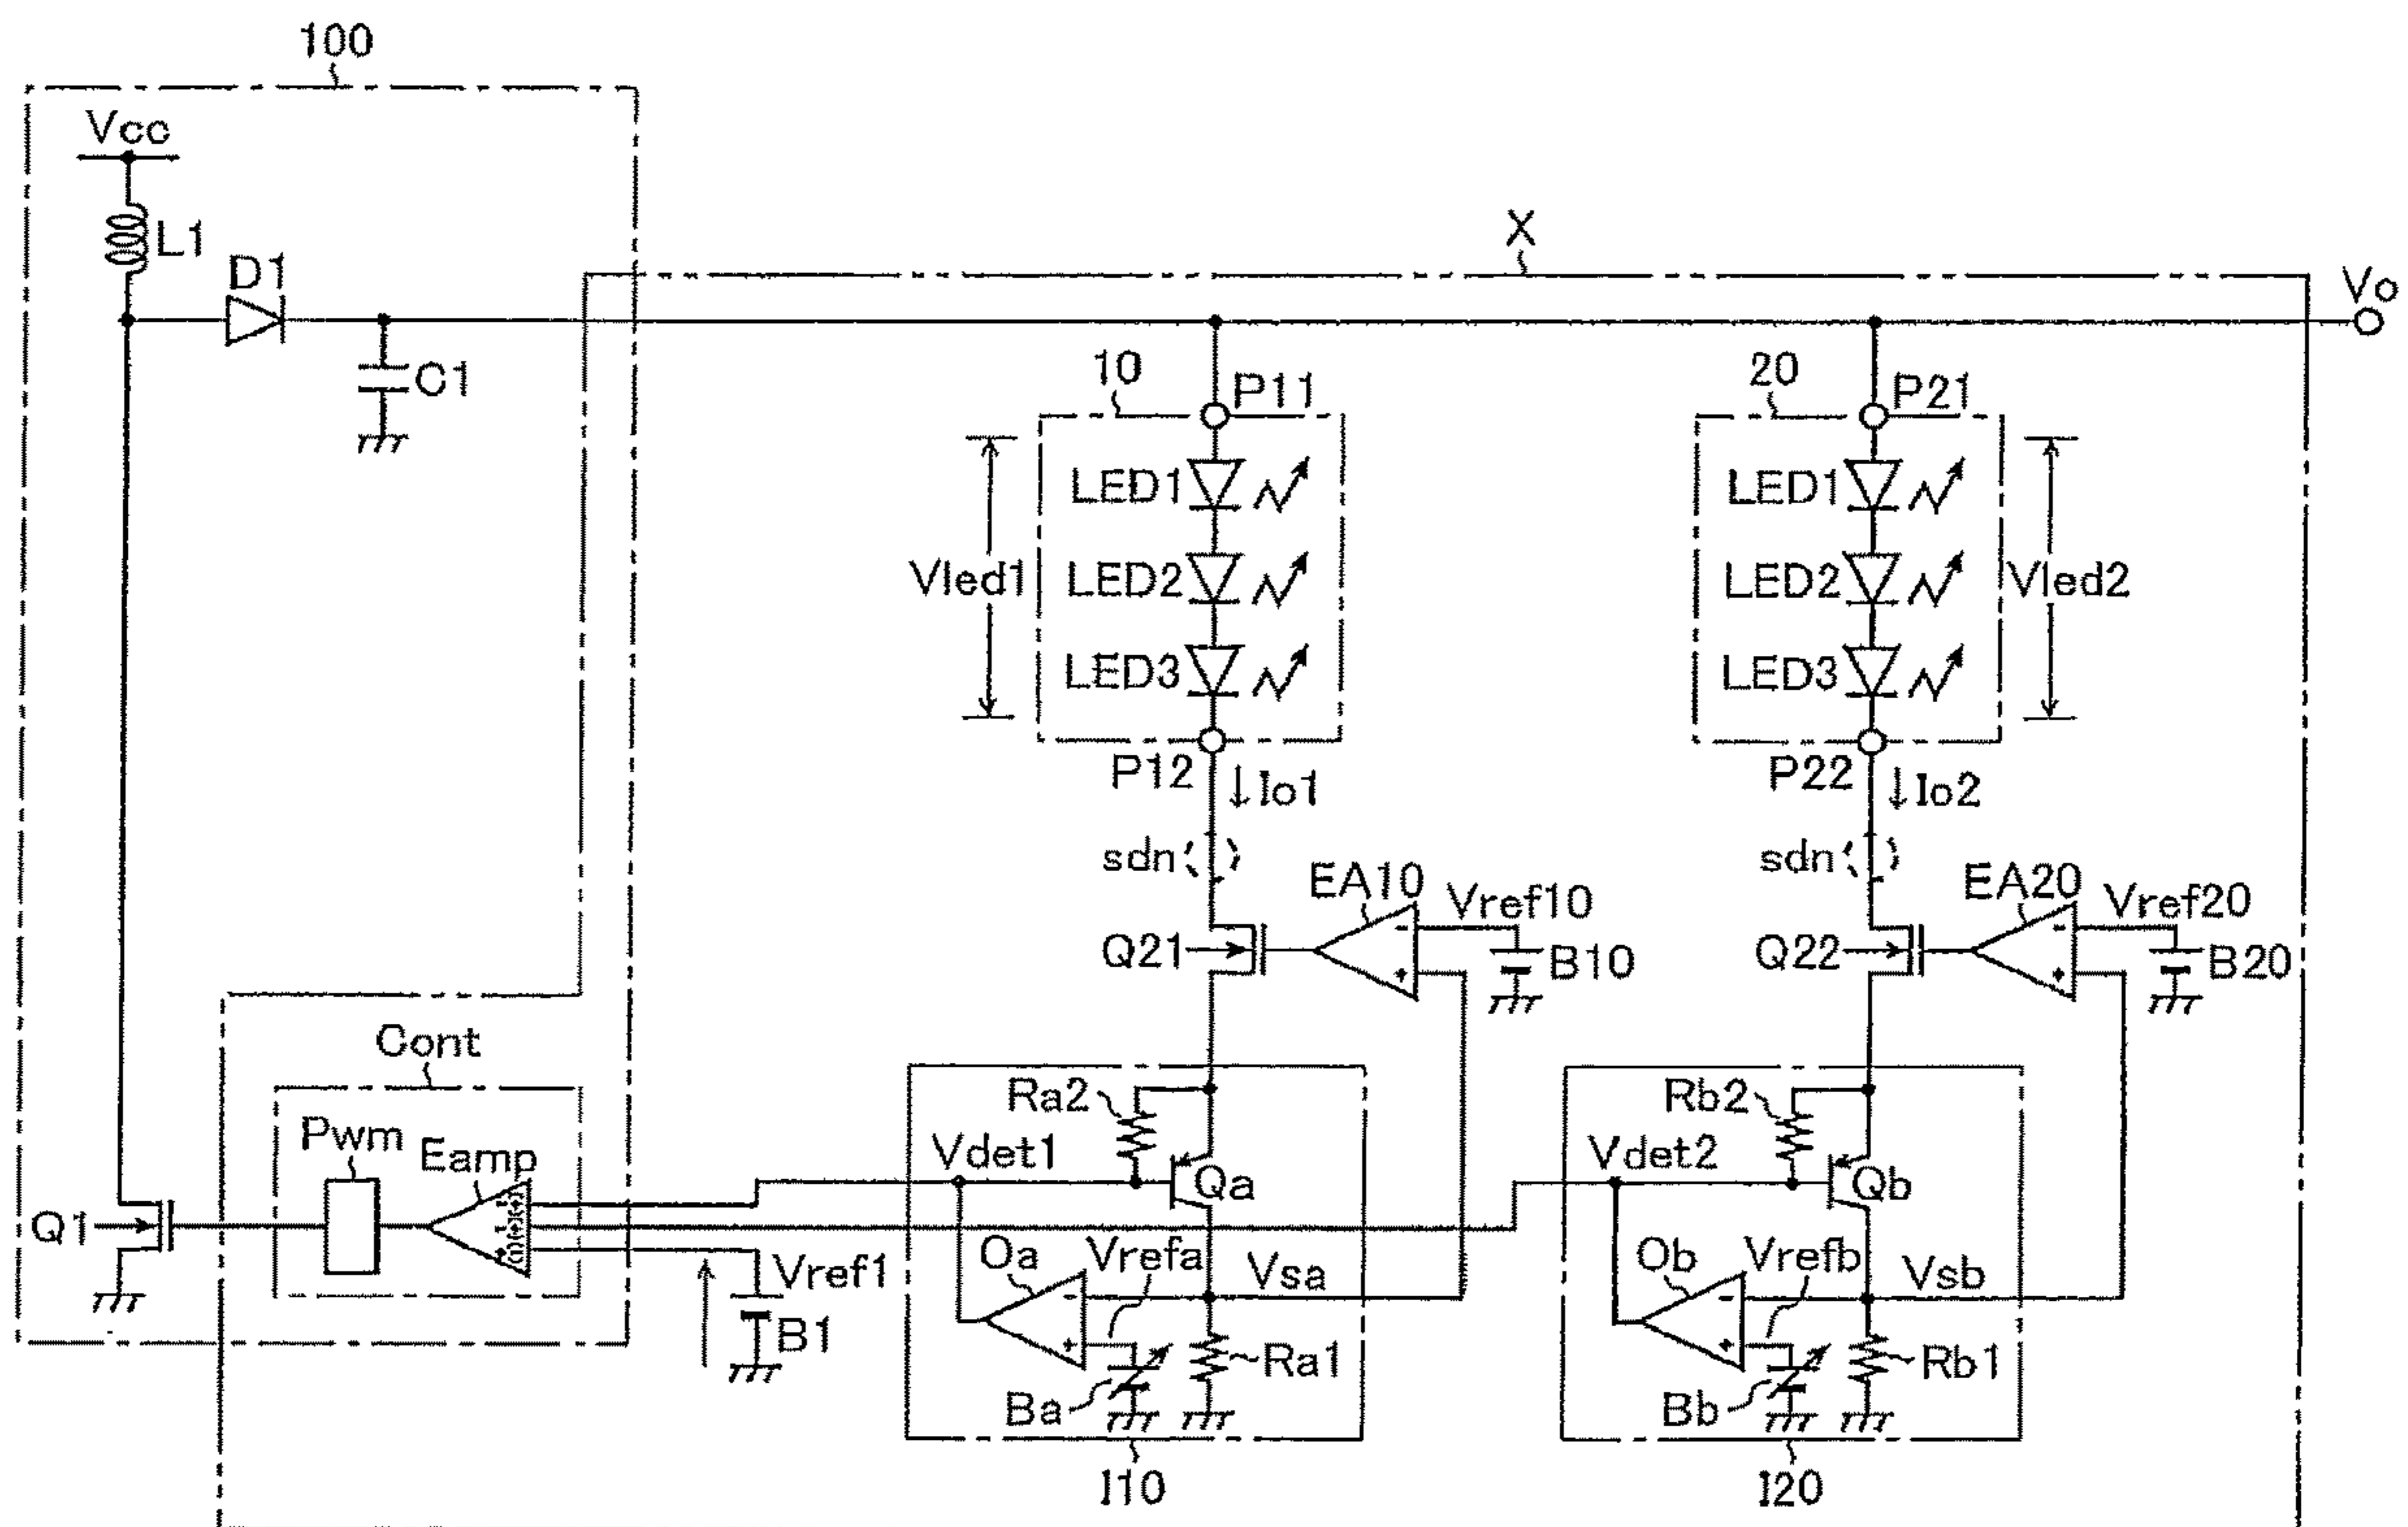 100
Vcc
L1
D1
C1
X
Vo
10
P11
LED1
LED2
LED3
Vled1
P12
Io1
sdn
20
P21
LED1
LED2
LED3
Vled2
P22
Io2
sdn
EA10
Vref10
Q21
- 
+
B10
EA20
Vref20
Q22
-
+
B20
Cont
Pwm
Eamp
Q1
Vref1
B1
Ra2
Vdet1
Qa
Oa
Vrefa
Vsa
-
+
Ra1
Ba
I10
Rb2
Vdet2
Qb
Ob
Vrefb
Vsb
-
+
Rb1
Bb
I20